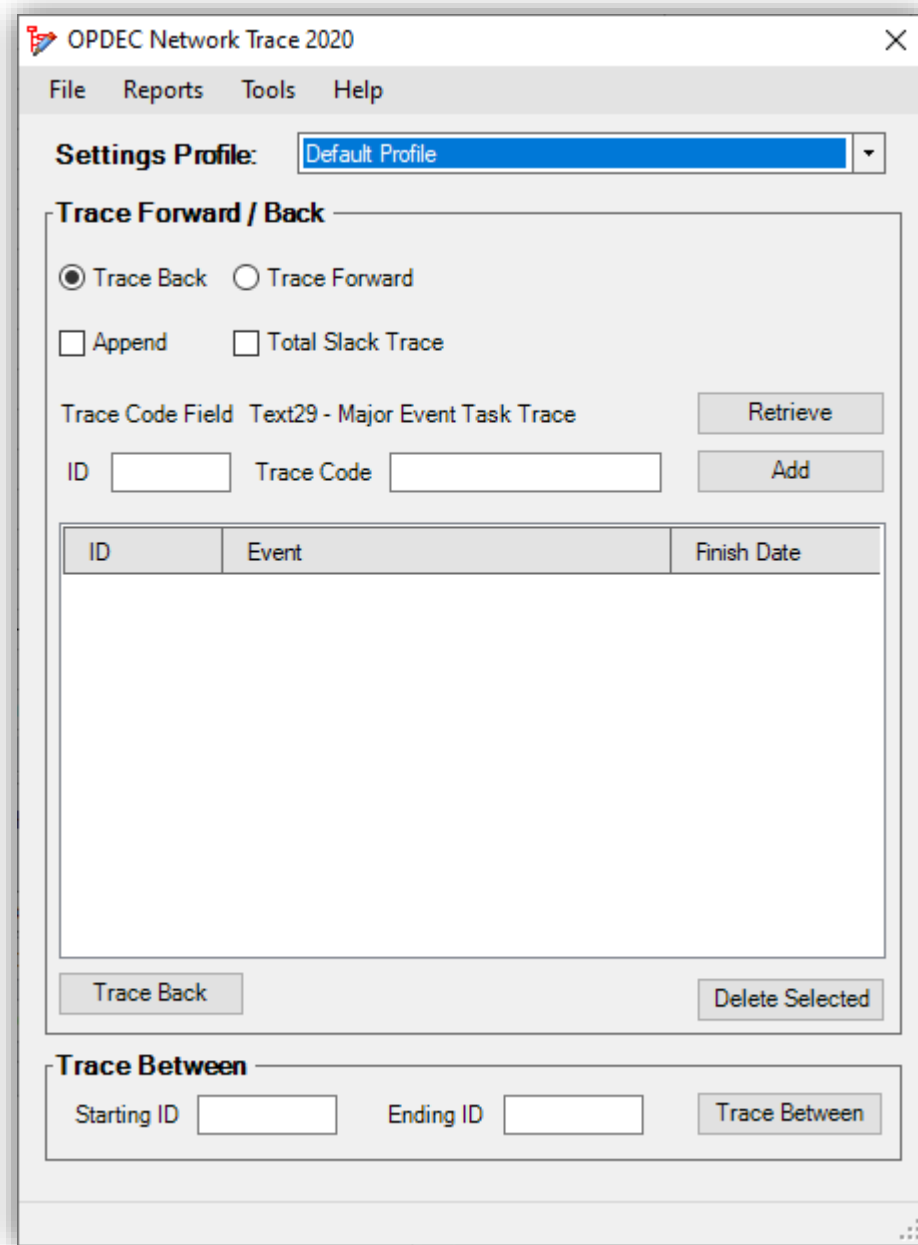 OPDEC Network Trace 2020
File Reports Tools Help
Settings Profile: Default Profile
Trace Forward / Back
Trace Back Trace Forward
Append Total Slack Trace
Trace Code Field Text29 - Major Event Task Trace Retrieve
ID Trace Code Add
ID Event Finish Date
Trace Back Delete Selected
Trace Between
Starting ID Ending ID Trace Between